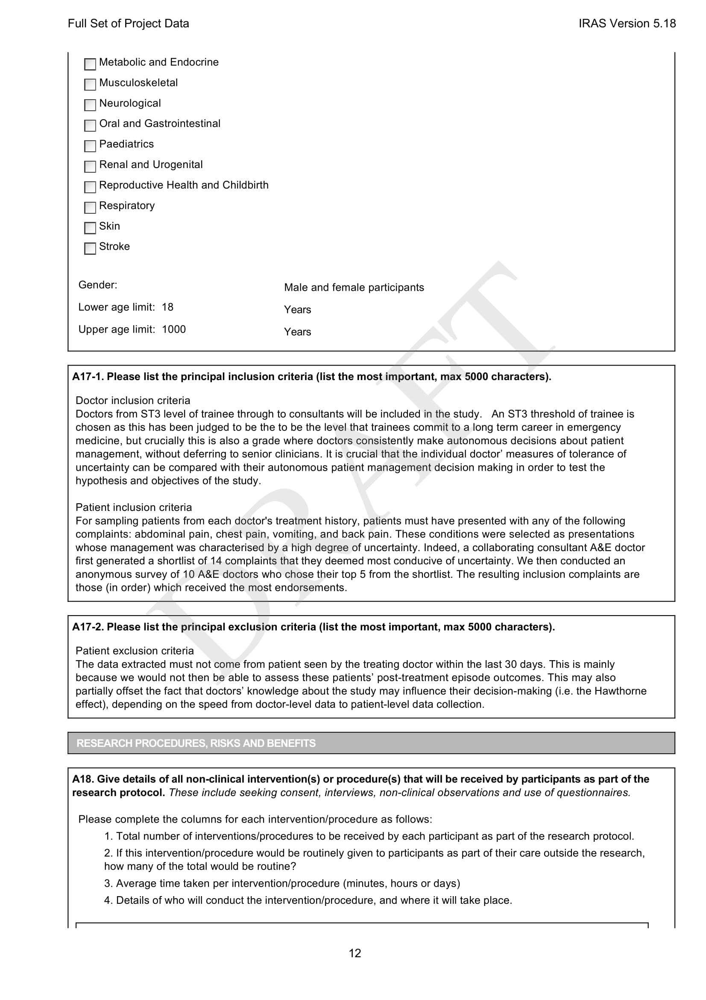 Full Set of Project Data
IRAS Version 5.18
Metabolic and Endocrine
Musculoskeletal
Neurological
Oral and Gastrointestinal
Paediatrics
Renal and Urogenital
Reproductive Health and Childbirth
Respiratory
Skin
Stroke
Gender: Male and female participants
Lower age limit: 18 Years
Upper age limit: 1000 Years
A17-1. Please list the principal inclusion criteria (list the most important, max 5000 characters).
Doctor inclusion criteria
Doctors from ST3 level of trainee through to consultants will be included in the study.   An ST3 threshold of trainee is
chosen as this has been judged to be the to be the level that trainees commit to a long term career in emergency
medicine, but crucially this is also a grade where doctors consistently make autonomous decisions about patient
management, without deferring to senior clinicians. It is crucial that the individual doctor’ measures of tolerance of
uncertainty can be compared with their autonomous patient management decision making in order to test the
hypothesis and objectives of the study.
Patient inclusion criteria
For sampling patients from each doctor's treatment history, patients must have presented with any of the following
complaints: abdominal pain, chest pain, vomiting, and back pain. These conditions were selected as presentations
whose management was characterised by a high degree of uncertainty. Indeed, a collaborating consultant A&E doctor
first generated a shortlist of 14 complaints that they deemed most conducive of uncertainty. We then conducted an
anonymous survey of 10 A&E doctors who chose their top 5 from the shortlist. The resulting inclusion complaints are
those (in order) which received the most endorsements.
A17-2. Please list the principal exclusion criteria (list the most important, max 5000 characters).
Patient exclusion criteria
The data extracted must not come from patient seen by the treating doctor within the last 30 days. This is mainly
because we would not then be able to assess these patients’ post-treatment episode outcomes. This may also
partially offset the fact that doctors’ knowledge about the study may influence their decision-making (i.e. the Hawthorne
effect), depending on the speed from doctor-level data to patient-level data collection.
RESEARCH PROCEDURES, RISKS AND BENEFITS
A18. Give details of all non-clinical intervention(s) or procedure(s) that will be received by participants as part of the
research protocol. These include seeking consent, interviews, non-clinical observations and use of questionnaires.
Please complete the columns for each intervention/procedure as follows:
1. Total number of interventions/procedures to be received by each participant as part of the research protocol.
2. If this intervention/procedure would be routinely given to participants as part of their care outside the research,
how many of the total would be routine?
3. Average time taken per intervention/procedure (minutes, hours or days)
4. Details of who will conduct the intervention/procedure, and where it will take place.
DRAFT
12